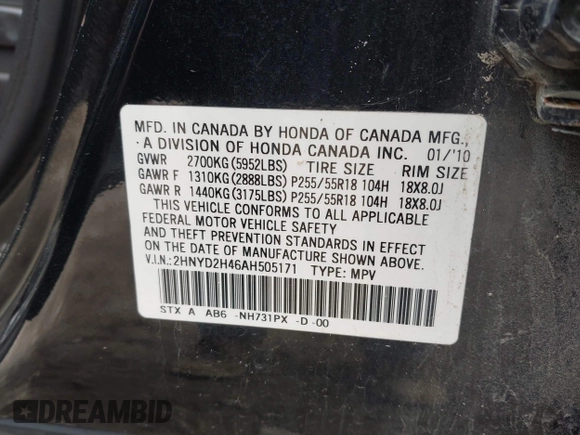 MFD. IN CANADA BY HONDA OF CANADA MFG.,
A DIVISION OF HONDA CANADA INC. 01/'10
GVWR 2700KG(5952LBS) TIRE SIZE RIM SIZE
GAWR F 1310KG(2888LBS) P255/55R18 104H 18X8.0J
GAWR R 1440KG(3175LBS) P255/55R18 104H 18X8.0J
THIS VEHICLE CONFORMS TO ALL APPLICABLE
FEDERAL MOTOR VEHICLE SAFETY
AND THEFT PREVENTION STANDARDS IN EFFECT
ON THE DATE OF MANUFACTURE SHOWN ABOVE.
V.I.N.:2HNYD2H46AH505171 TYPE: MPV
STX A AB6 -NH731PX -D -00
DREAMBID